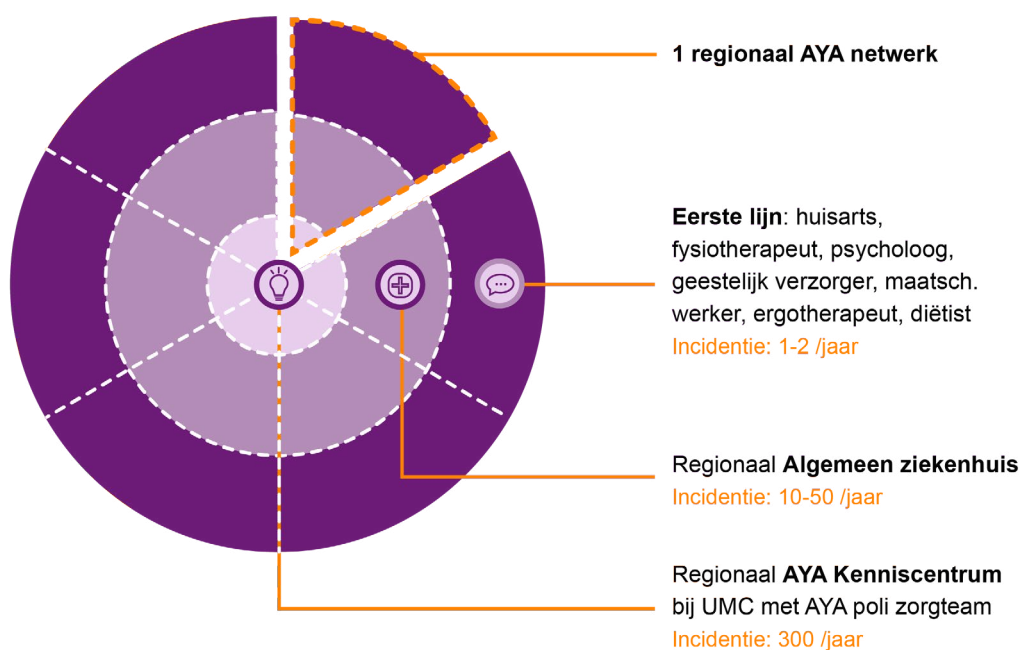 1 regionaal AYA netwerk
Eerste lijn: huisarts,
fysiotherapeut, psycholoog,
geestelijk verzorger, maatsch.
werker, ergotherapeut, diëtist
Incidentie: 1-2 /jaar
Regionaal Algemeen ziekenhuis
Incidentie: 10-50 /jaar
Regionaal AYA Kenniscentrum
bij UMC met AYA poli zorgteam
Incidentie: 300 /jaar